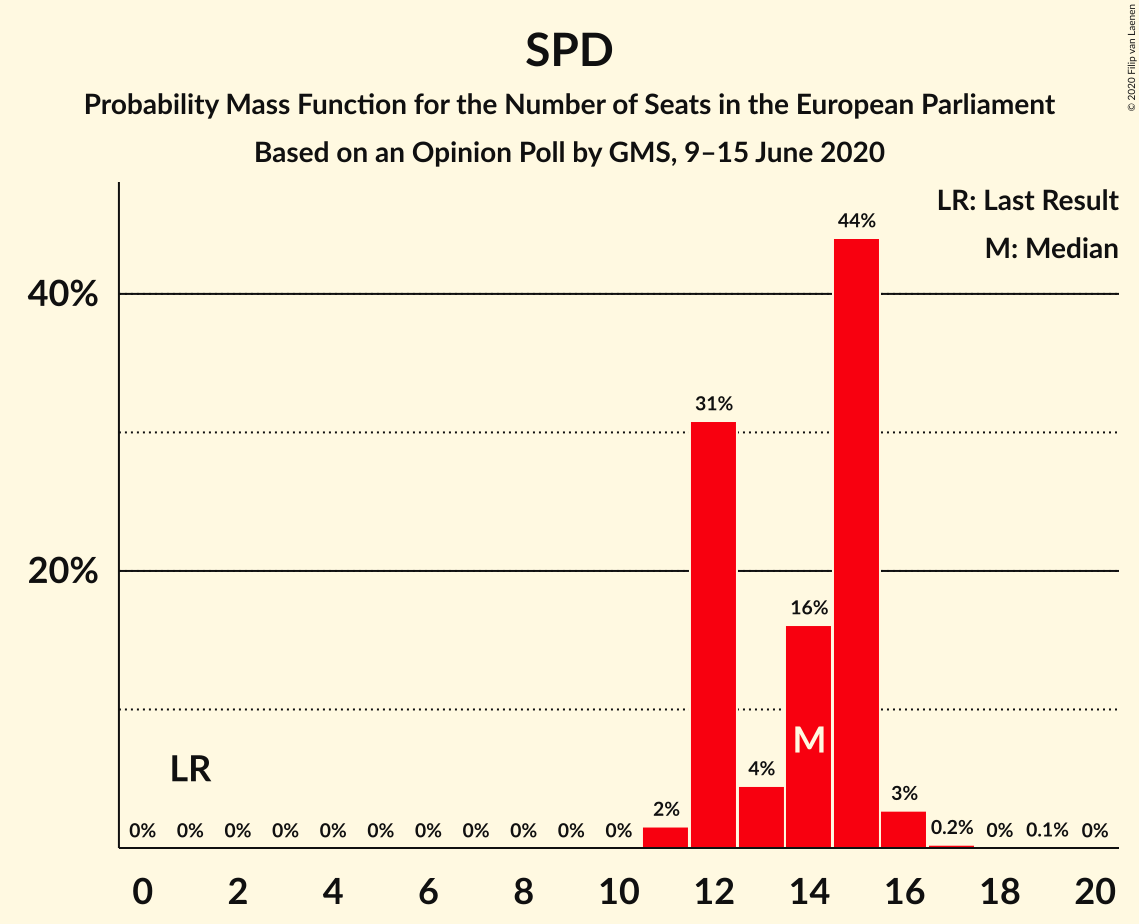 SPD
Probability Mass Function for the Number of Seats in the European Parliament
Based on an Opinion Poll by GMS, 9–15 June 2020
© 2020 Filip van Laenen
LR: Last Result
M: Median
40%
20%
44%
31%
16%
M
LR
4%
3%
2%
0% 0% 0% 0% 0% 0% 0% 0% 0% 0% 0% 0.2% 0% 0.1% 0%
0 2 4 6 8 10 12 14 16 18 20